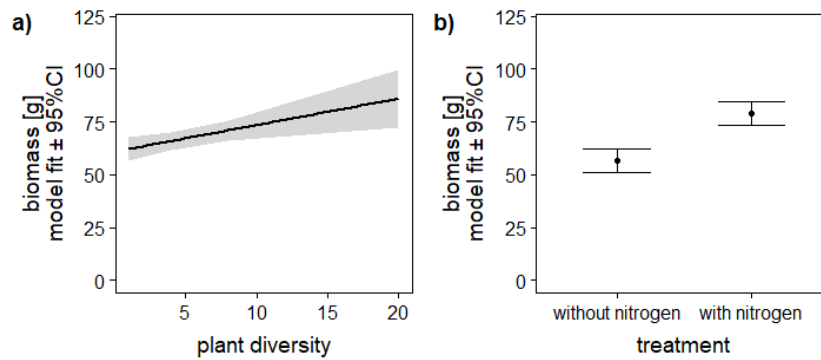 a)
biomass [g]
model fit ± 95%CI
125
100
75
50
25
0
5
10
15
20
plant diversity
b)
biomass [g]
model fit ± 95%CI
125
100
75
50
25
0
without nitrogen
with nitrogen
treatment